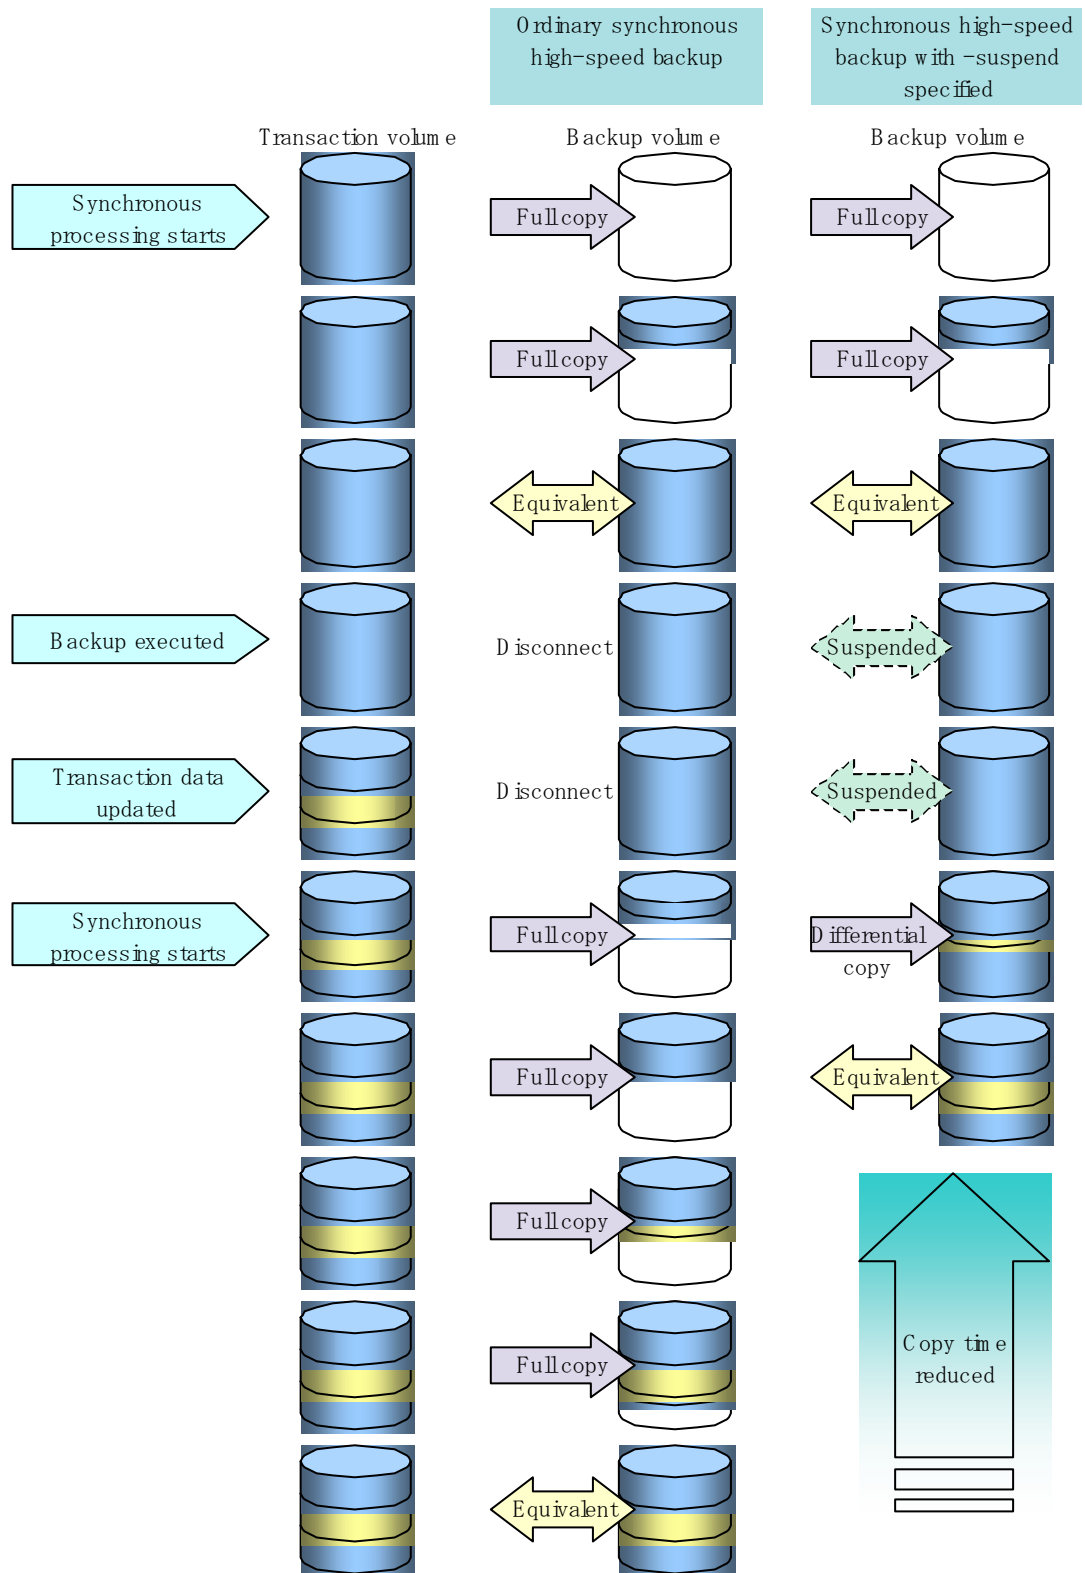 Ordinary synchronous
high-speed backup
Synchronous high-speed
backup with -suspend
specified
Transaction volume
Backup volume
Backup volume
Synchronous
processing starts
Full copy
Full copy
Full copy
Full copy
Equivalent
Equivalent
Backup executed
Disconnect
Suspended
Transaction data
updated
Disconnect
Suspended
Synchronous
processing starts
Full copy
Differential
copy
Full copy
Equivalent
Full copy
Full copy
Copy time
reduced
Equivalent